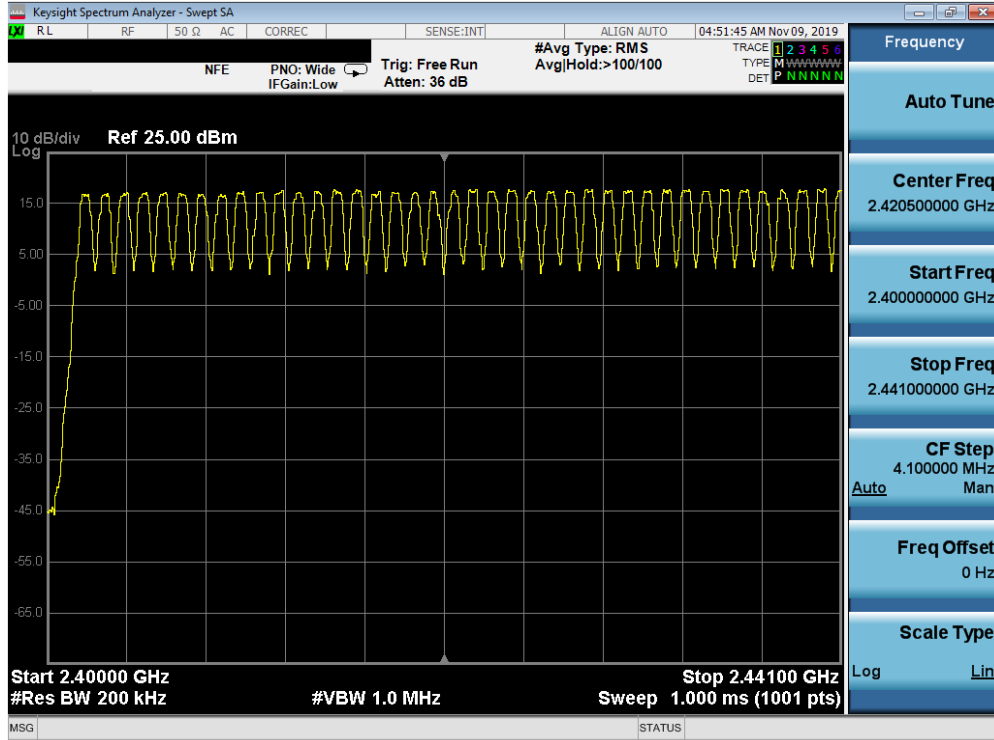 Keysight Spectrum Analyzer - Swept SA
LXI RL RF 50 Ω AC CORREC SENSE:INT ALIGN AUTO 04:51:45 AM Nov 09, 2019
NFE PNO: Wide Trig: Free Run #Avg Type: RMS TRACE 1 2 3 4 5 6
IFGain:Low Atten: 36 dB Avg|Hold:>100/100 TYPE M WWWWW
DET P N N N N N
10 dB/div Ref 25.00 dBm
Log
15.0
5.00
-5.00
-15.0
-25.0
-35.0
-45.0
-55.0
-65.0
Start 2.40000 GHz Stop 2.44100 GHz
#Res BW 200 kHz #VBW 1.0 MHz Sweep 1.000 ms (1001 pts)
MSG STATUS
Frequency
Auto Tune
Center Freq
2.420500000 GHz
Start Freq
2.400000000 GHz
Stop Freq
2.441000000 GHz
CF Step
4.100000 MHz
Auto Man
Freq Offset
0 Hz
Scale Type
Log Lin